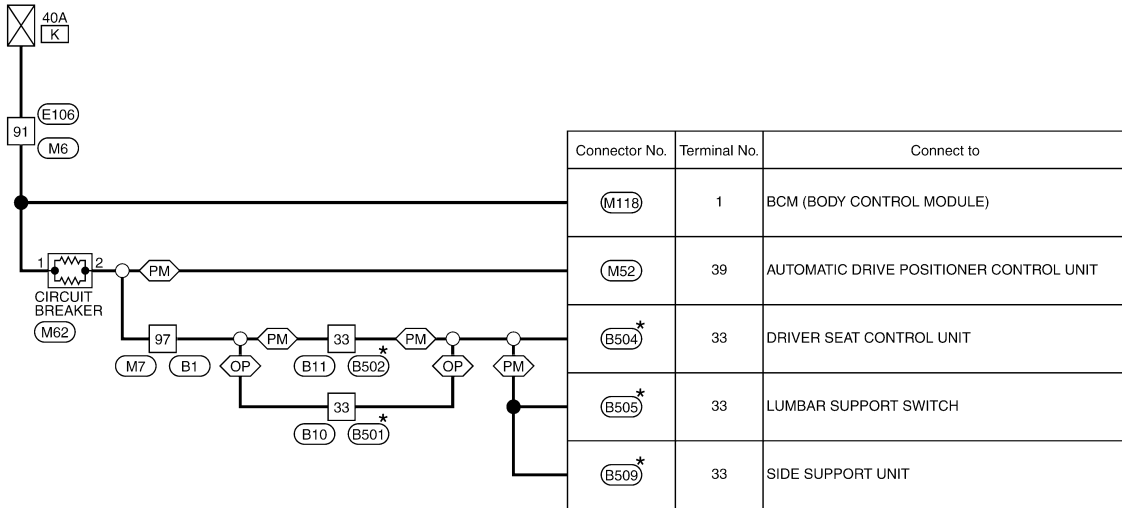 40A
K
E106
91
M6
Connector No. Terminal No. Connect to
M118 1 BCM (BODY CONTROL MODULE)
1 2 PM
M52 39 AUTOMATIC DRIVE POSITIONER CONTROL UNIT
CIRCUIT
BREAKER
M62
97 PM 33 PM
B504* 33 DRIVER SEAT CONTROL UNIT
M7 B1 OP B11 B502* OP PM
33
B505* 33 LUMBAR SUPPORT SWITCH
B10 B501*
B509* 33 SIDE SUPPORT UNIT